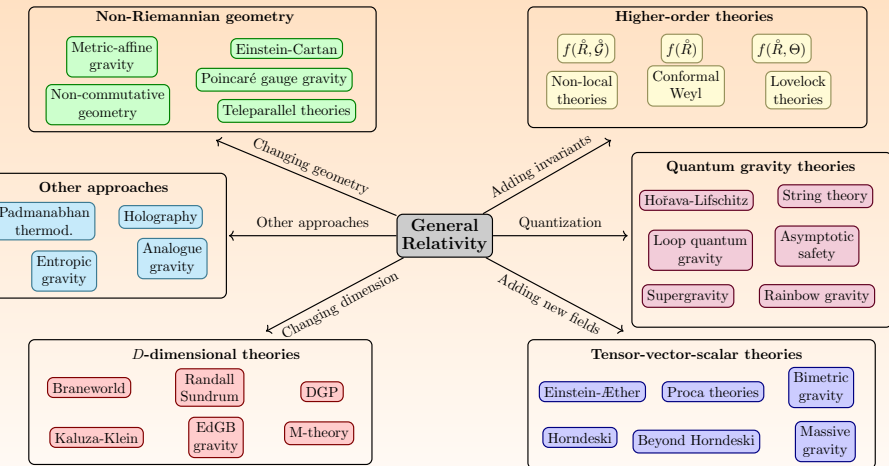 Non-Riemannian geometry
Metric-affine
gravity
Einstein-Cartan
Poincaré gauge gravity
Non-commutative
geometry
Teleparallel theories
Higher-order theories
f(R̊, 𝒢̊)
f(R̊)
f(R̊, Θ)
Non-local
theories
Conformal
Weyl
Lovelock
theories
Changing geometry
Adding invariants
Other approaches
Padmanabhan
thermod.
Holography
Entropic
gravity
Analogue
gravity
Other approaches
General
Relativity
Quantization
Quantum gravity theories
Hořava-Lifschitz
String theory
Loop quantum
gravity
Asymptotic
safety
Supergravity
Rainbow gravity
Changing dimension
Adding new fields
D-dimensional theories
Braneworld
Randall
Sundrum
DGP
Kaluza-Klein
EdGB
gravity
M-theory
Tensor-vector-scalar theories
Einstein-Æther
Proca theories
Bimetric
gravity
Horndeski
Beyond Horndeski
Massive
gravity